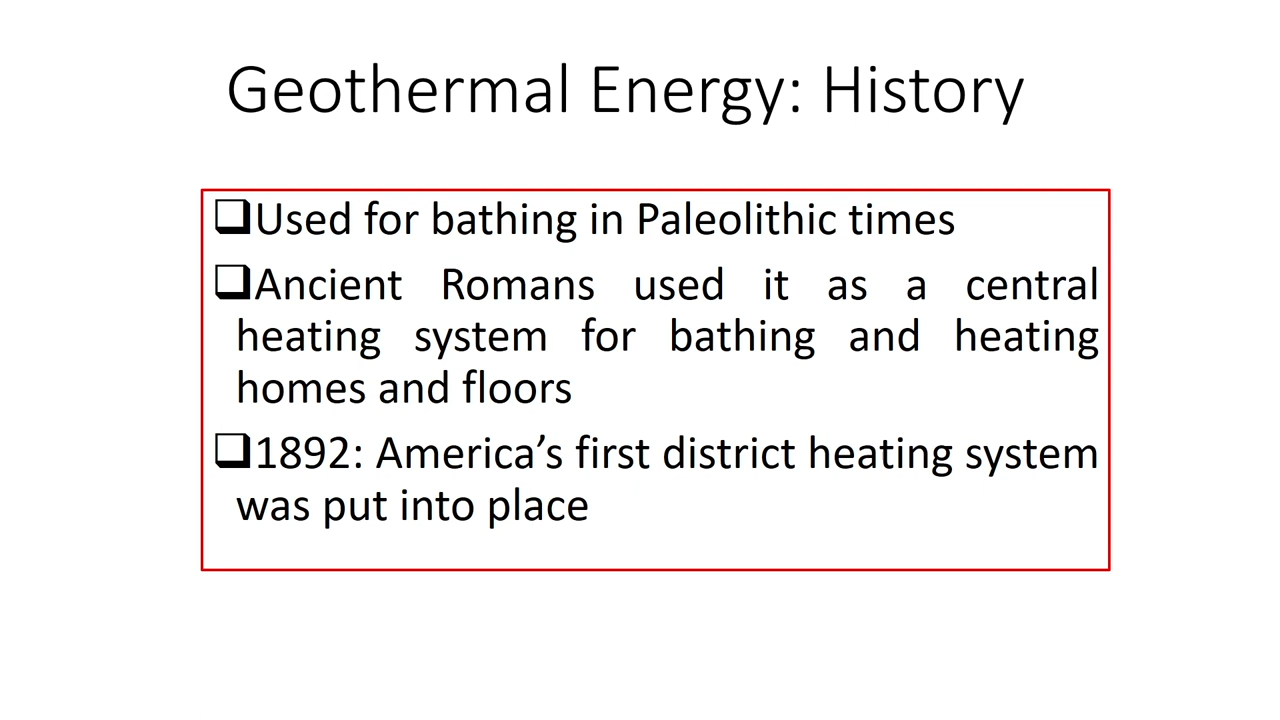 Geothermal Energy: History
❑Used for bathing in Paleolithic times
❑Ancient Romans used it as a central
heating system for bathing and heating
homes and floors
❑1892: America’s first district heating system
was put into place